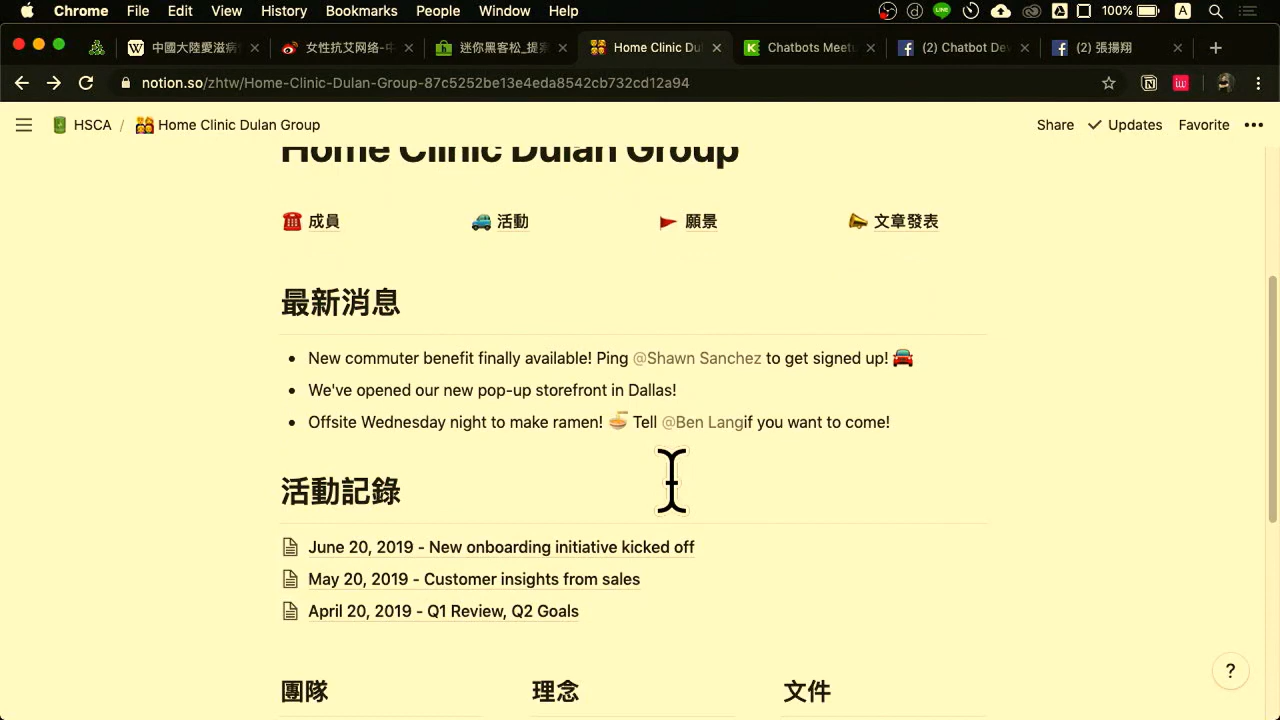 Chrome File Edit View History Bookmarks People Window Help 100% A
中國大陸愛滋病 女性抗艾网络-中 迷你黑客松_提案 Home Clinic Dul Chatbots Meetu (2) Chatbot Dev (2) 張揚翔
notion.so/zhtw/Home-Clinic-Dulan-Group-87c5252be13e4eda8542cb732cd12a94
HSCA / Home Clinic Dulan Group Share Updates Favorite
Home Clinic Dulan Group
成員 活動 願景 文章發表
最新消息
New commuter benefit finally available! Ping @Shawn Sanchez to get signed up!
We've opened our new pop-up storefront in Dallas!
Offsite Wednesday night to make ramen! Tell @Ben Langif you want to come!
活動記錄
June 20, 2019 - New onboarding initiative kicked off
May 20, 2019 - Customer insights from sales
April 20, 2019 - Q1 Review, Q2 Goals
?
團隊 理念 文件